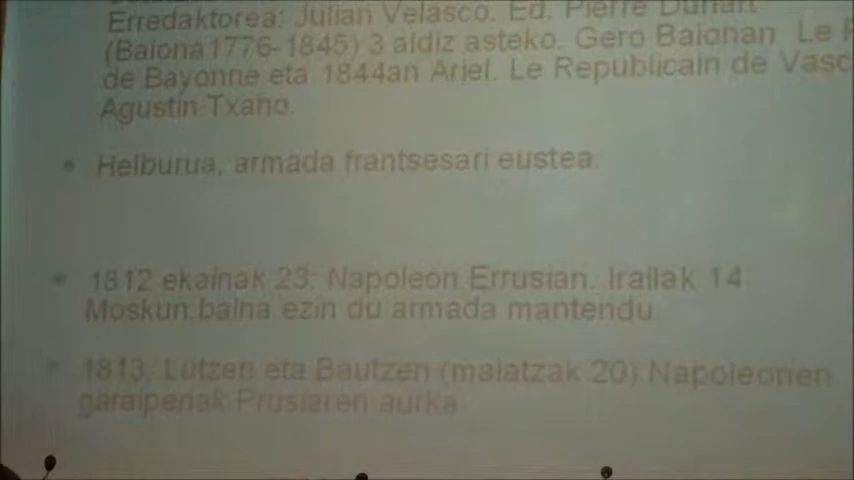 Erredaktorea: Julian Velasco. Ed. Pierre Duhart
(Baiona1776-1845) 3 aldiz asteko. Gero Baionan Le
de Bayonne eta 1844an Ariel. Le Republicain de Vasc
Agustin Txaho.
• Helburua, armada frantsesari eustea.
• 1812 ekainak 23: Napoleon Errusian. Irailak 14
Moskun.baina ezin du armada mantendu.
• 1813, Lutzen eta Bautzen (maiatzak 20) Napoleonen
garaipenak Prusiaren aurka.